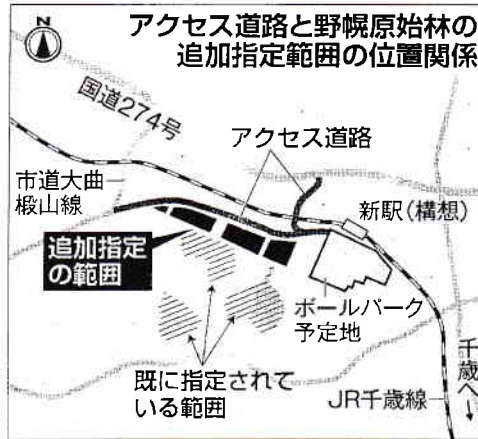 アクセス道路と野幌原始林の
追加指定範囲の位置関係
N
国道274号
アクセス道路
市道大曲
椴山線
新駅(構想)
追加指定
の範囲
ボールパーク
予定地
既に指定されて
いる範囲
JR千歳線
千歳へ↓